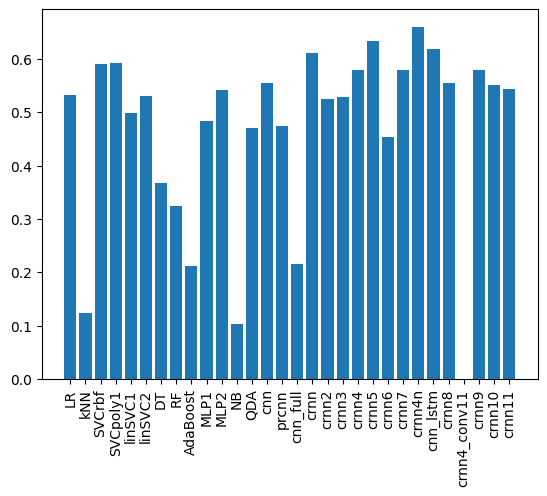 0.6
0.5
0.4
0.3
0.2
0.1
0.0
LR
kNN
SVCrbf
SVCpoly1
linSVC1
linSVC2
DT
RF
AdaBoost
MLP1
MLP2
NB
QDA
cnn
prcnn
cnn_full
crnn
crnn2
crnn3
crnn4
crnn5
crnn6
crnn7
crnn4n
cnn_lstm
crnn8
crnn4_conv11
crnn9
crnn10
crnn11